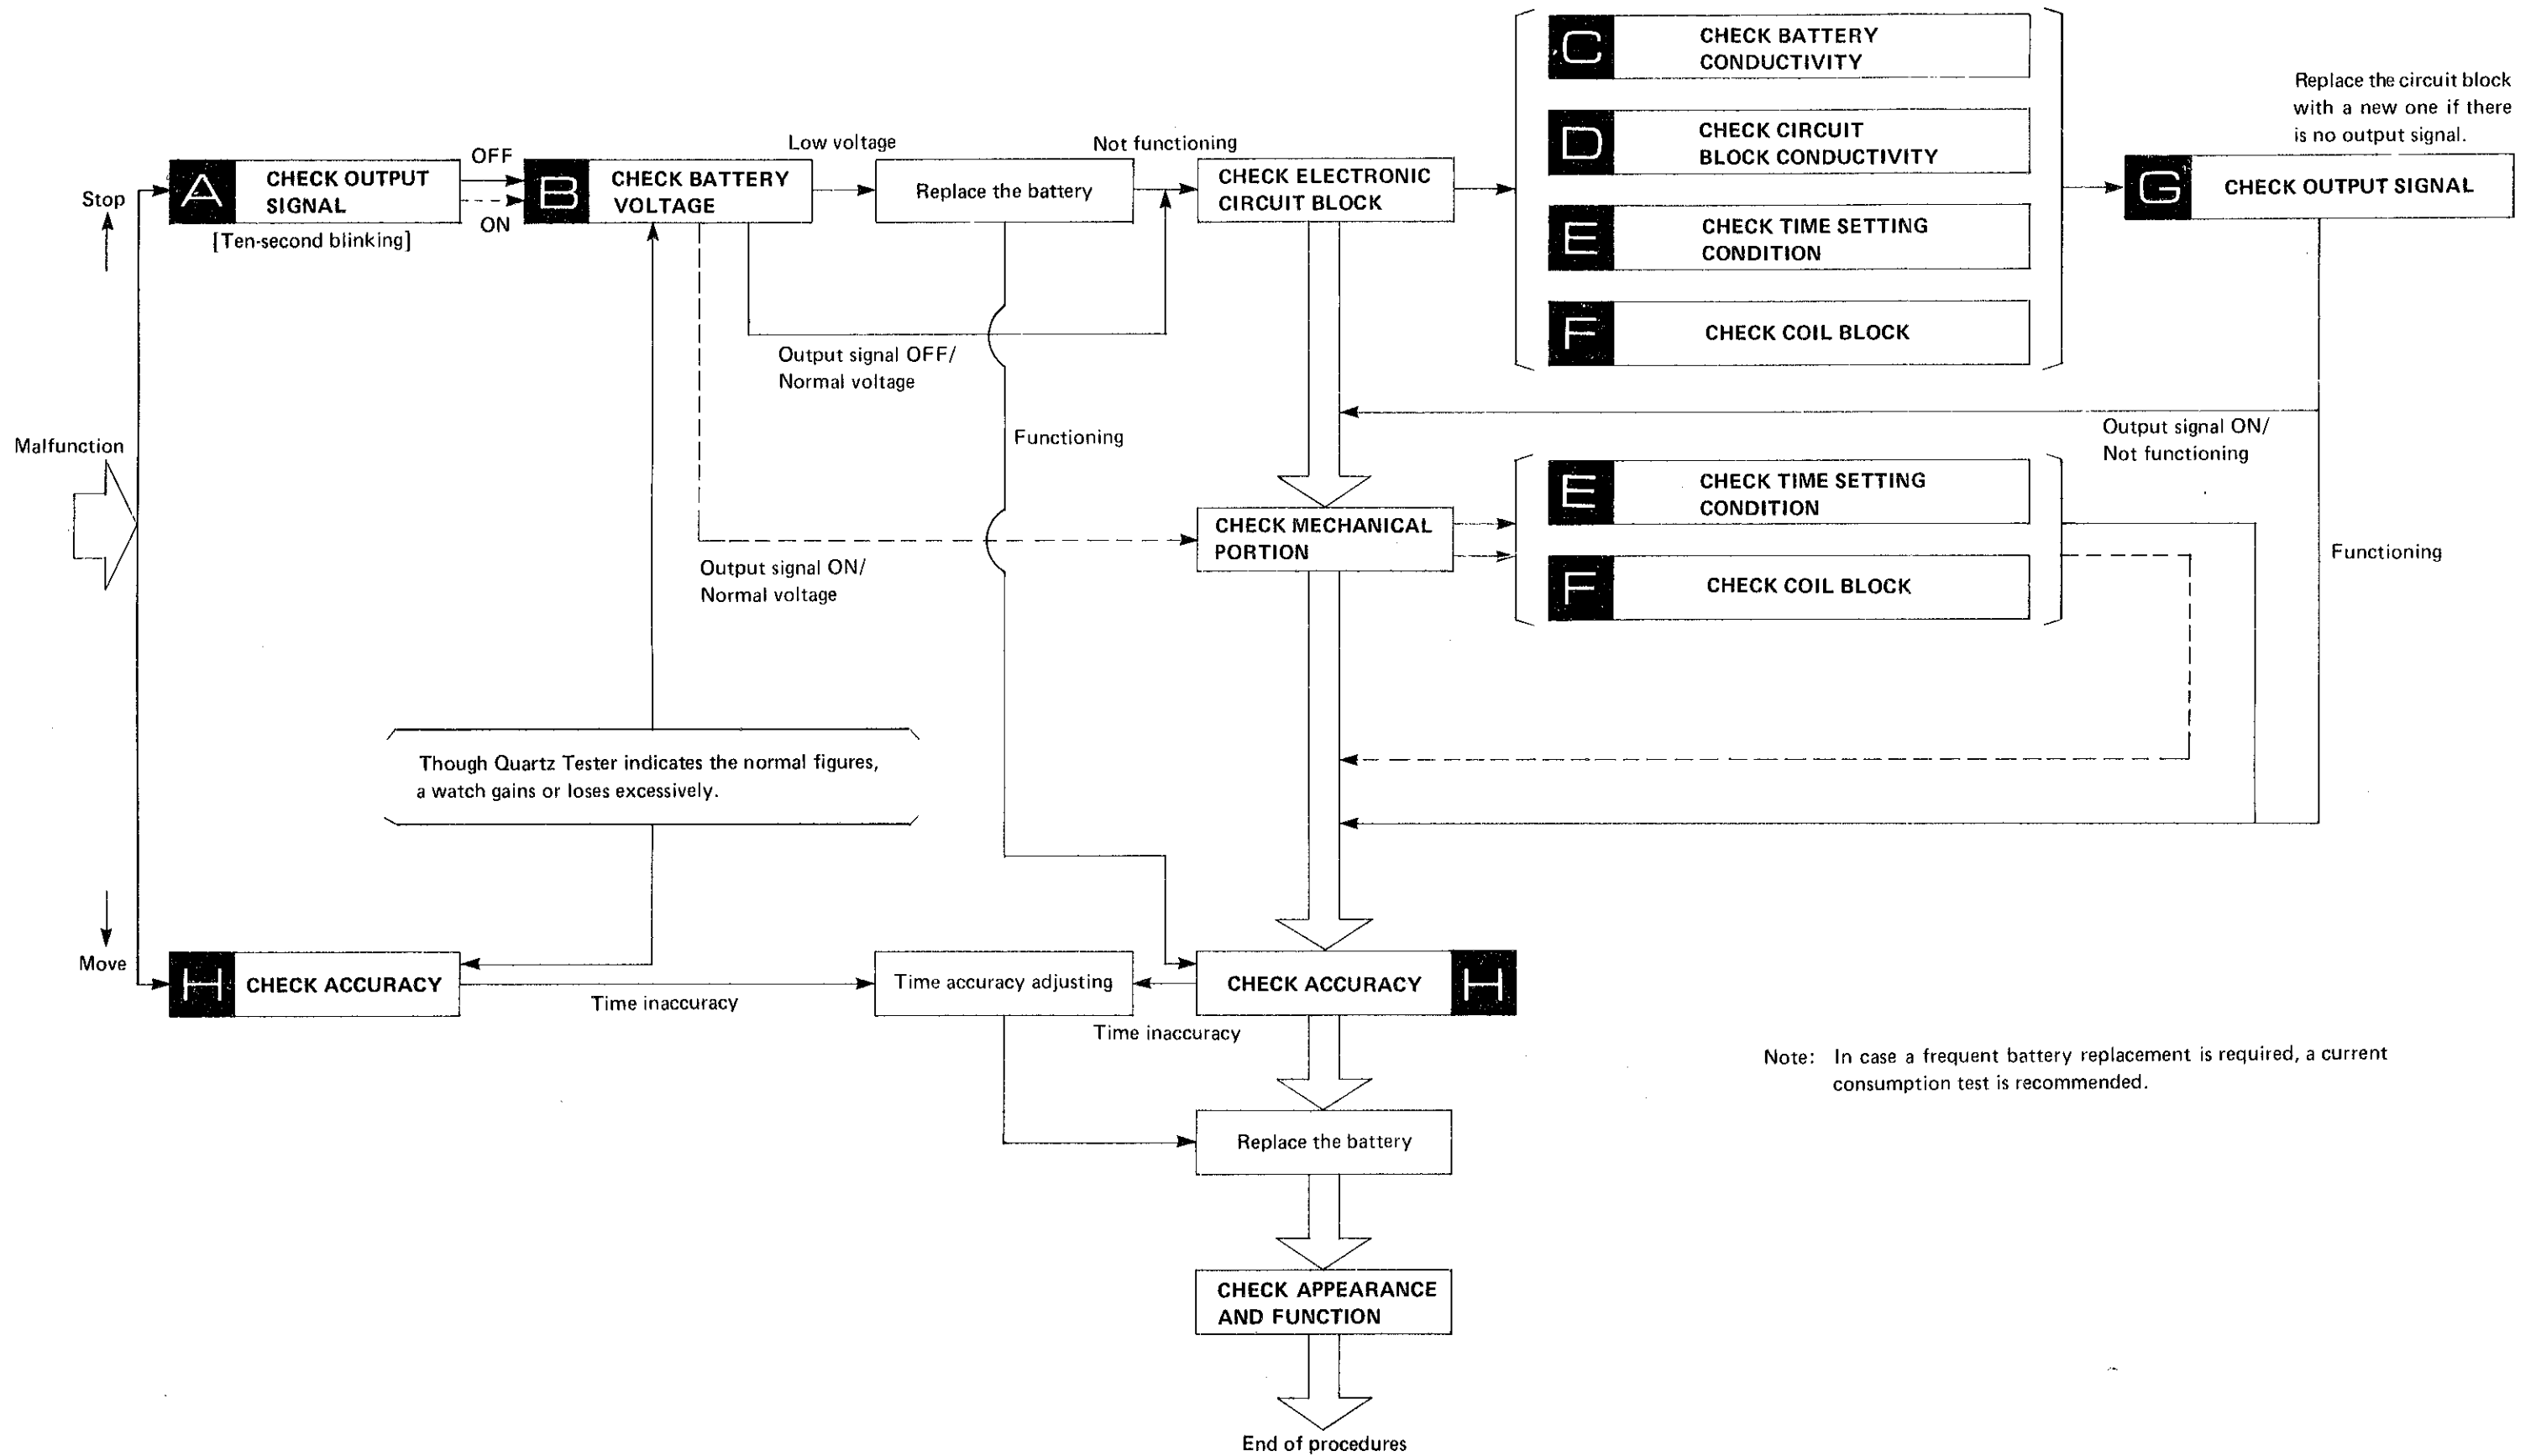 C
CHECK BATTERY
CONDUCTIVITY
Replace the circuit block
with a new one if there
is no output signal.
D
CHECK CIRCUIT
BLOCK CONDUCTIVITY
Low voltage
Not functioning
Stop
A
CHECK OUTPUT
SIGNAL
[Ten-second blinking]
OFF
ON
B
CHECK BATTERY
VOLTAGE
Replace the battery
CHECK ELECTRONIC
CIRCUIT BLOCK
G
CHECK OUTPUT SIGNAL
E
CHECK TIME SETTING
CONDITION
F
CHECK COIL BLOCK
Output signal OFF/
Normal voltage
Malfunction
Functioning
Output signal ON/
Not functioning
E
CHECK TIME SETTING
CONDITION
CHECK MECHANICAL
PORTION
Output signal ON/
Normal voltage
F
CHECK COIL BLOCK
Functioning
Though Quartz Tester indicates the normal figures,
a watch gains or loses excessively.
Move
H
CHECK ACCURACY
Time inaccuracy
Time accuracy adjusting
CHECK ACCURACY
H
Time inaccuracy
Note: In case a frequent battery replacement is required, a current
consumption test is recommended.
Replace the battery
CHECK APPEARANCE
AND FUNCTION
End of procedures